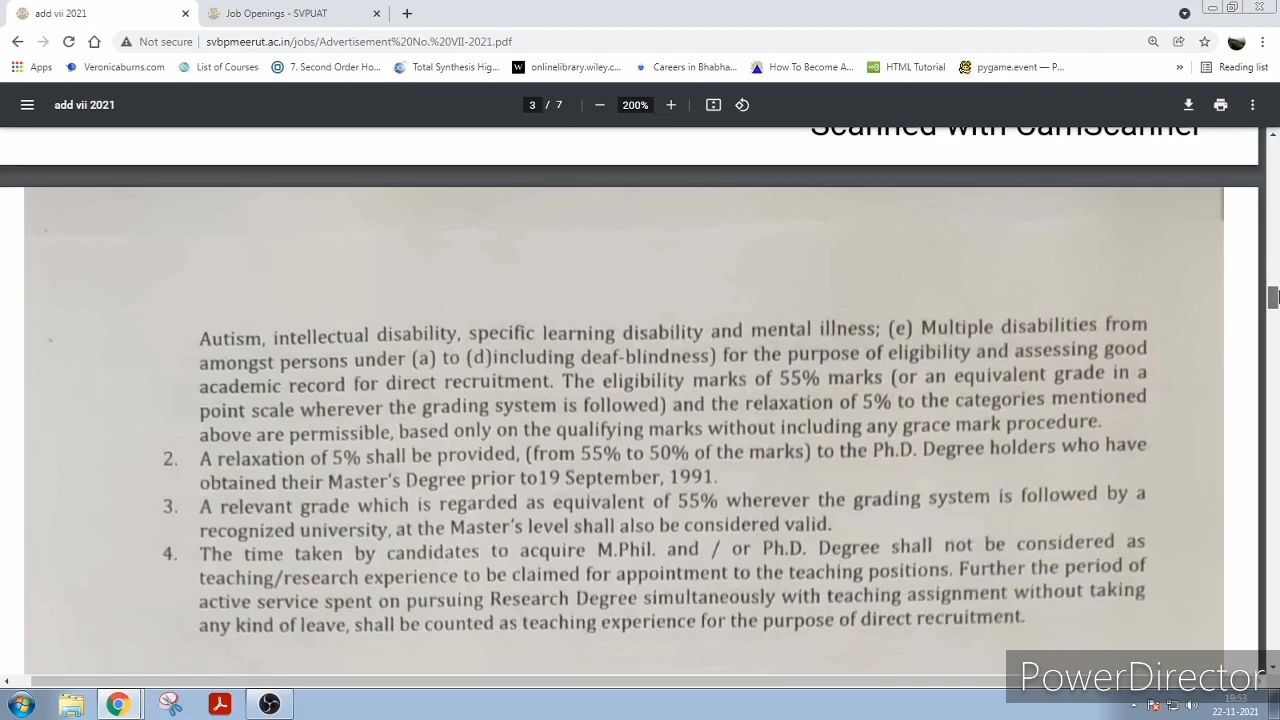 add vii 2021
Job Openings - SVPUAT
Not secure
svbpmeerut.ac.in/jobs/Advertisement%20No.%20VII-2021.pdf
Apps
Veronicaburns.com
List of Courses
7. Second Order Ho...
Total Synthesis Hig...
onlinelibrary.wiley.c...
Careers in Bhabha...
How To Become A...
HTML Tutorial
pygame.event — P...
»
Reading list
add vii 2021
3 / 7
200%
Scanned with CamScanner
Autism, intellectual disability, specific learning disability and mental illness; (e) Multiple disabilities from
amongst persons under (a) to (d)including deaf-blindness) for the purpose of eligibility and assessing good
academic record for direct recruitment. The eligibility marks of 55% marks (or an equivalent grade in a
point scale wherever the grading system is followed) and the relaxation of 5% to the categories mentioned
above are permissible, based only on the qualifying marks without including any grace mark procedure.
2. A relaxation of 5% shall be provided, (from 55% to 50% of the marks) to the Ph.D. Degree holders who have
obtained their Master's Degree prior to19 September, 1991.
3. A relevant grade which is regarded as equivalent of 55% wherever the grading system is followed by a
recognized university, at the Master's level shall also be considered valid.
4. The time taken by candidates to acquire M.Phil. and / or Ph.D. Degree shall not be considered as
teaching/research experience to be claimed for appointment to the teaching positions. Further the period of
active service spent on pursuing Research Degree simultaneously with teaching assignment without taking
any kind of leave, shall be counted as teaching experience for the purpose of direct recruitment.
PowerDirector
19:53
22-11-2021